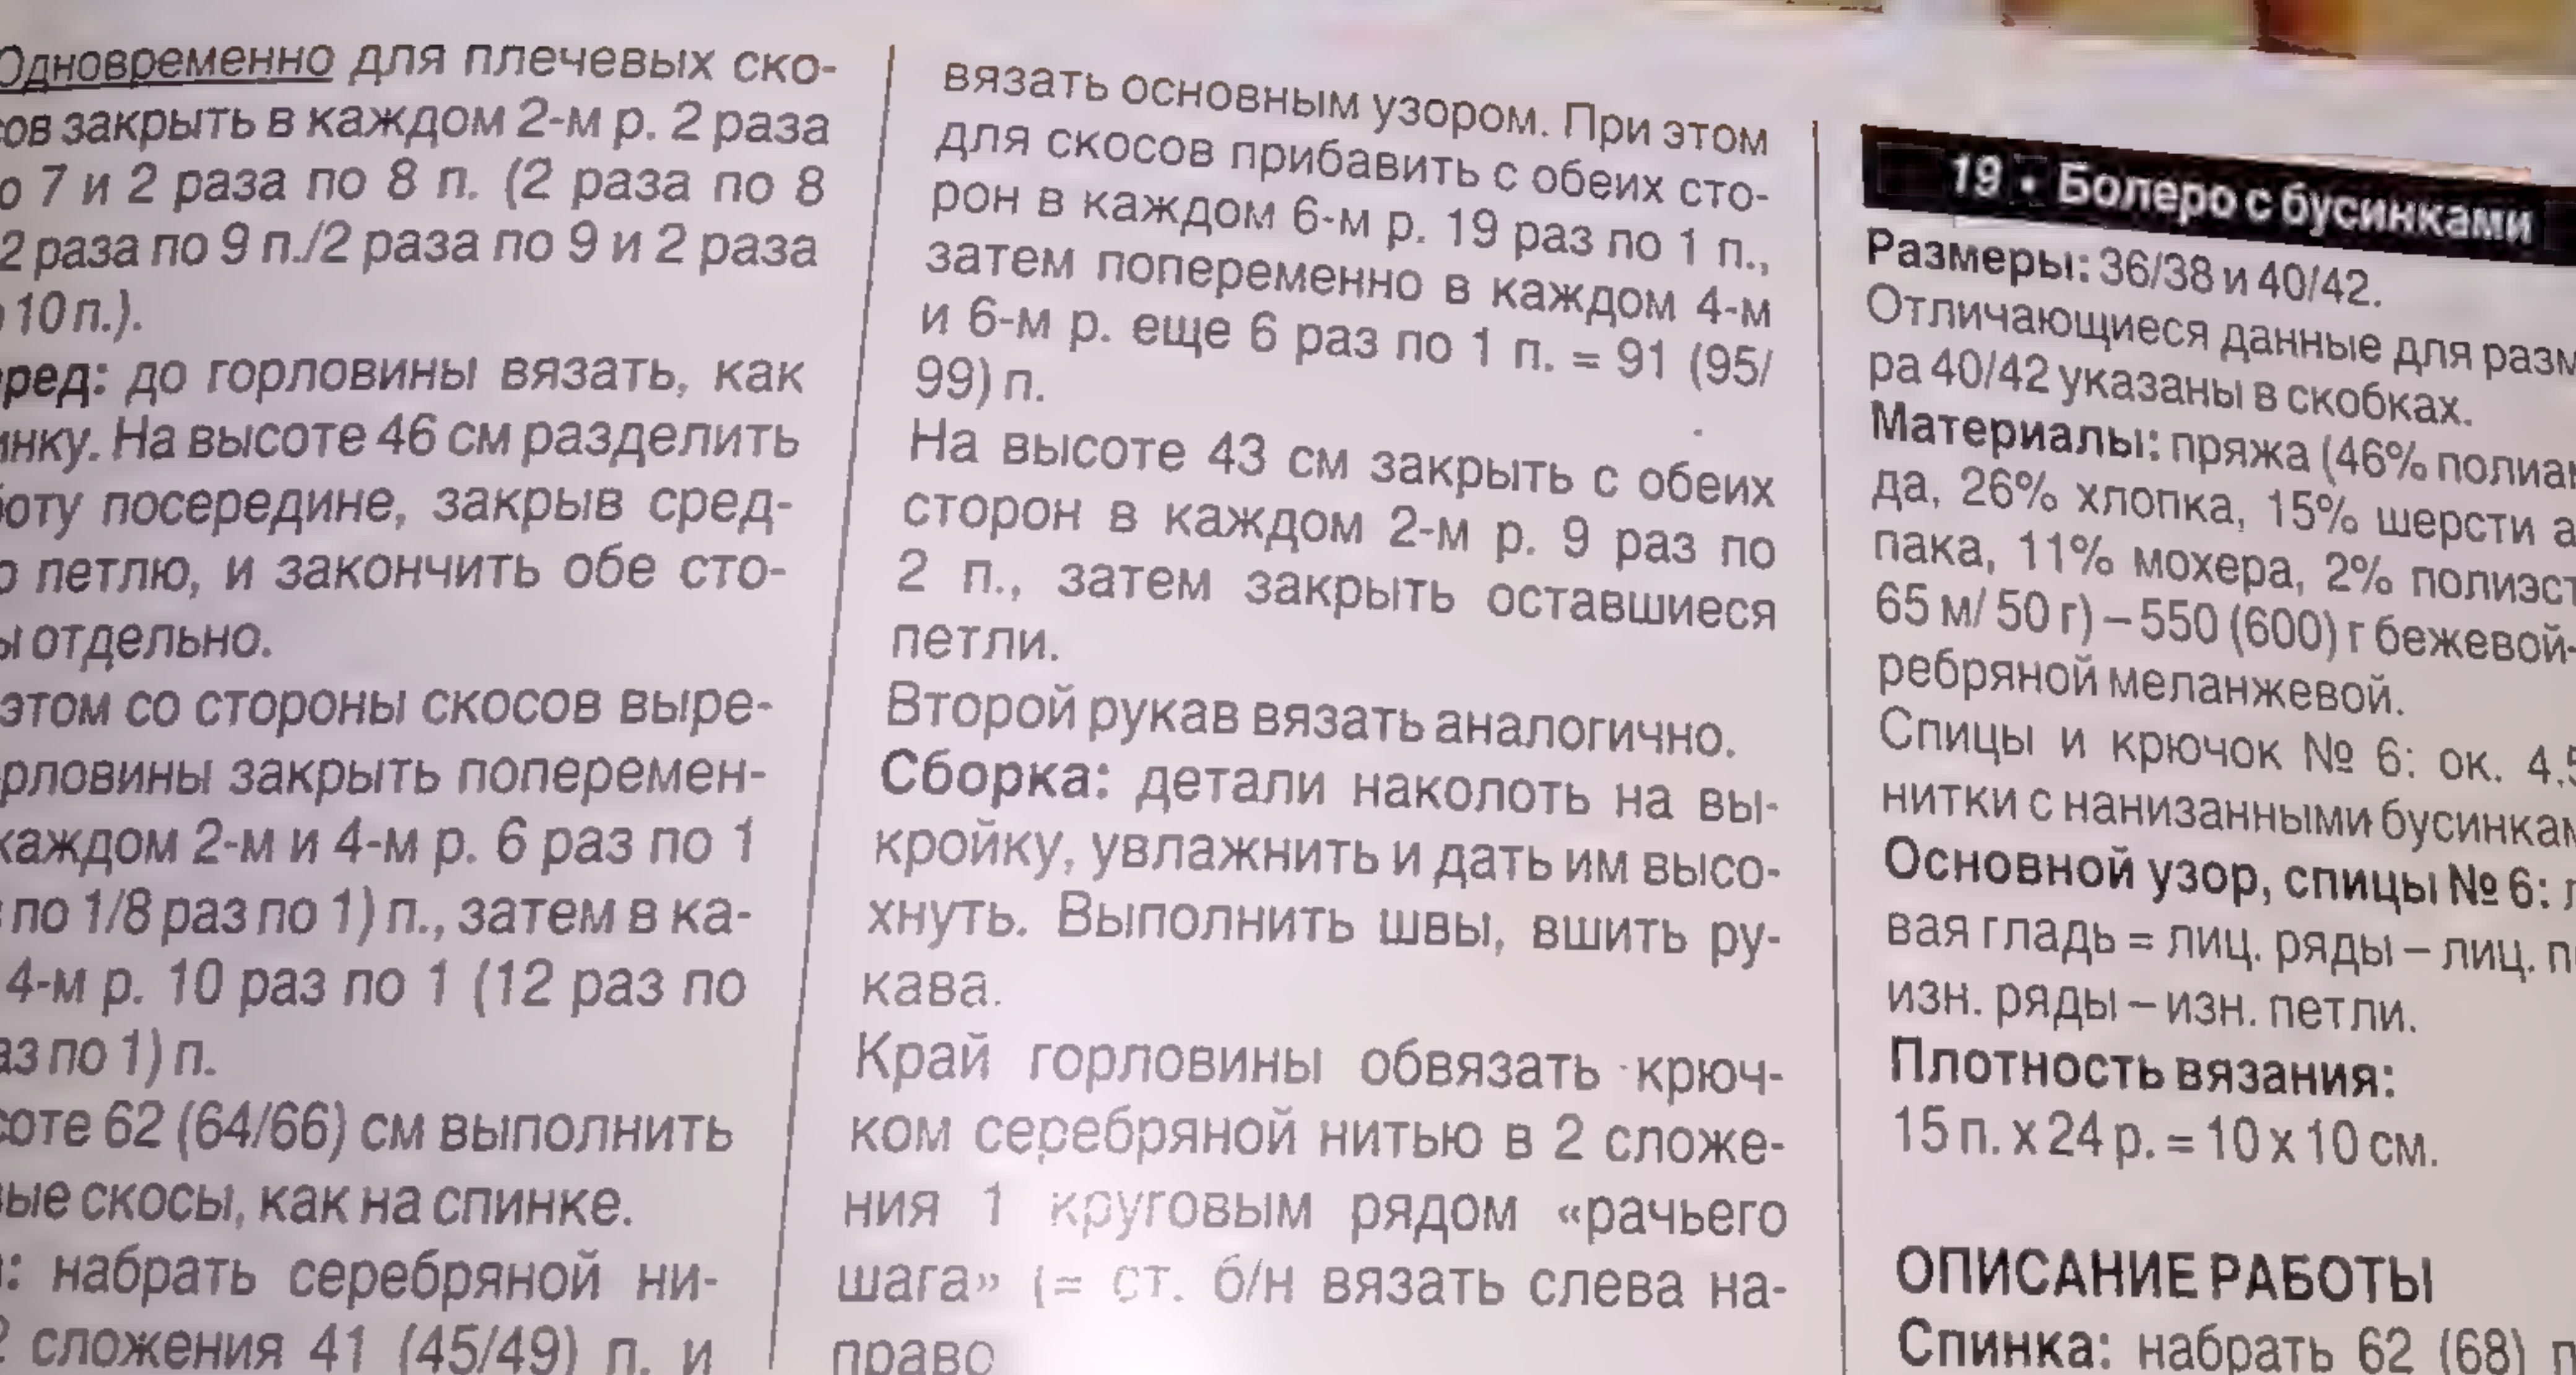 Одновременно для плечевых ско-
сов закрыть в каждом 2-м р. 2 раза
7 и 2 раза по 8 п. (2 раза по 8
2 раза по 9 п./2 раза по 9 и 2 раза
10 п.).
до горловины вязать, как
На высоте 46 см разделить
посередине, закрыв сред-
петлю, и закончить обе сто-
отдельно.
этом со стороны скосов выре-
закрыть поперемен-
каждом 2-м и 4-м р. 6 раз по 1
по 1/8 раз по 1) п., затем в ка-
4-м р. 10 раз по 1 (12 раз по
по 1) п.
62 (64/66) см выполнить
скосы, как на спинке.
набрать серебряной ни-
2 сложения 41 (45/49) п. и
вязать основным узором. При этом
для скосов прибавить с обеих сто-
рон в каждом 6-м р. 19 раз по 1 п.,
затем попеременно в каждом 4-м
и 6-м р. еще 6 раз по 1 п. = 91 (95/
99) п.
На высоте 43 см закрыть с обеих
сторон в каждом 2-м р. 9 раз по
2 п., затем закрыть оставшиеся
петли.
Второй рукав вязать аналогично.
Сборка: детали наколоть на вы-
кройку, увлажнить и дать им высо-
хнуть. Выполнить швы, вшить ру-
кава.
Край горловины обвязать крюч-
ком серебряной нитью в 2 сложе-
ния 1 круговым рядом «рачьего
шага» (= ст. б/н вязать слева на-
право
19 • Болеро с бусинками
Размеры: 36/38 и 40/42.
Отличающиеся данные для разм
ра 40/42 указаны в скобках.
Материалы: пряжа (46% полиа
да, 26% хлопка, 15% шерсти а
пака, 11% мохера, 2% полиэст
65 м/ 50 г) – 550 (600) г бежевой-
ребряной меланжевой.
Спицы и крючок № 6: ок. 4,5
нитки с нанизанными бусинкам
Основной узор, спицы № 6:
вая гладь = лиц. ряды – лиц. п
изн. ряды – изн. петли.
Плотность вязания:
15 п. x 24 р. = 10 x 10 см.
ОПИСАНИЕ РАБОТЫ
Спинка: набрать 62 (68) п